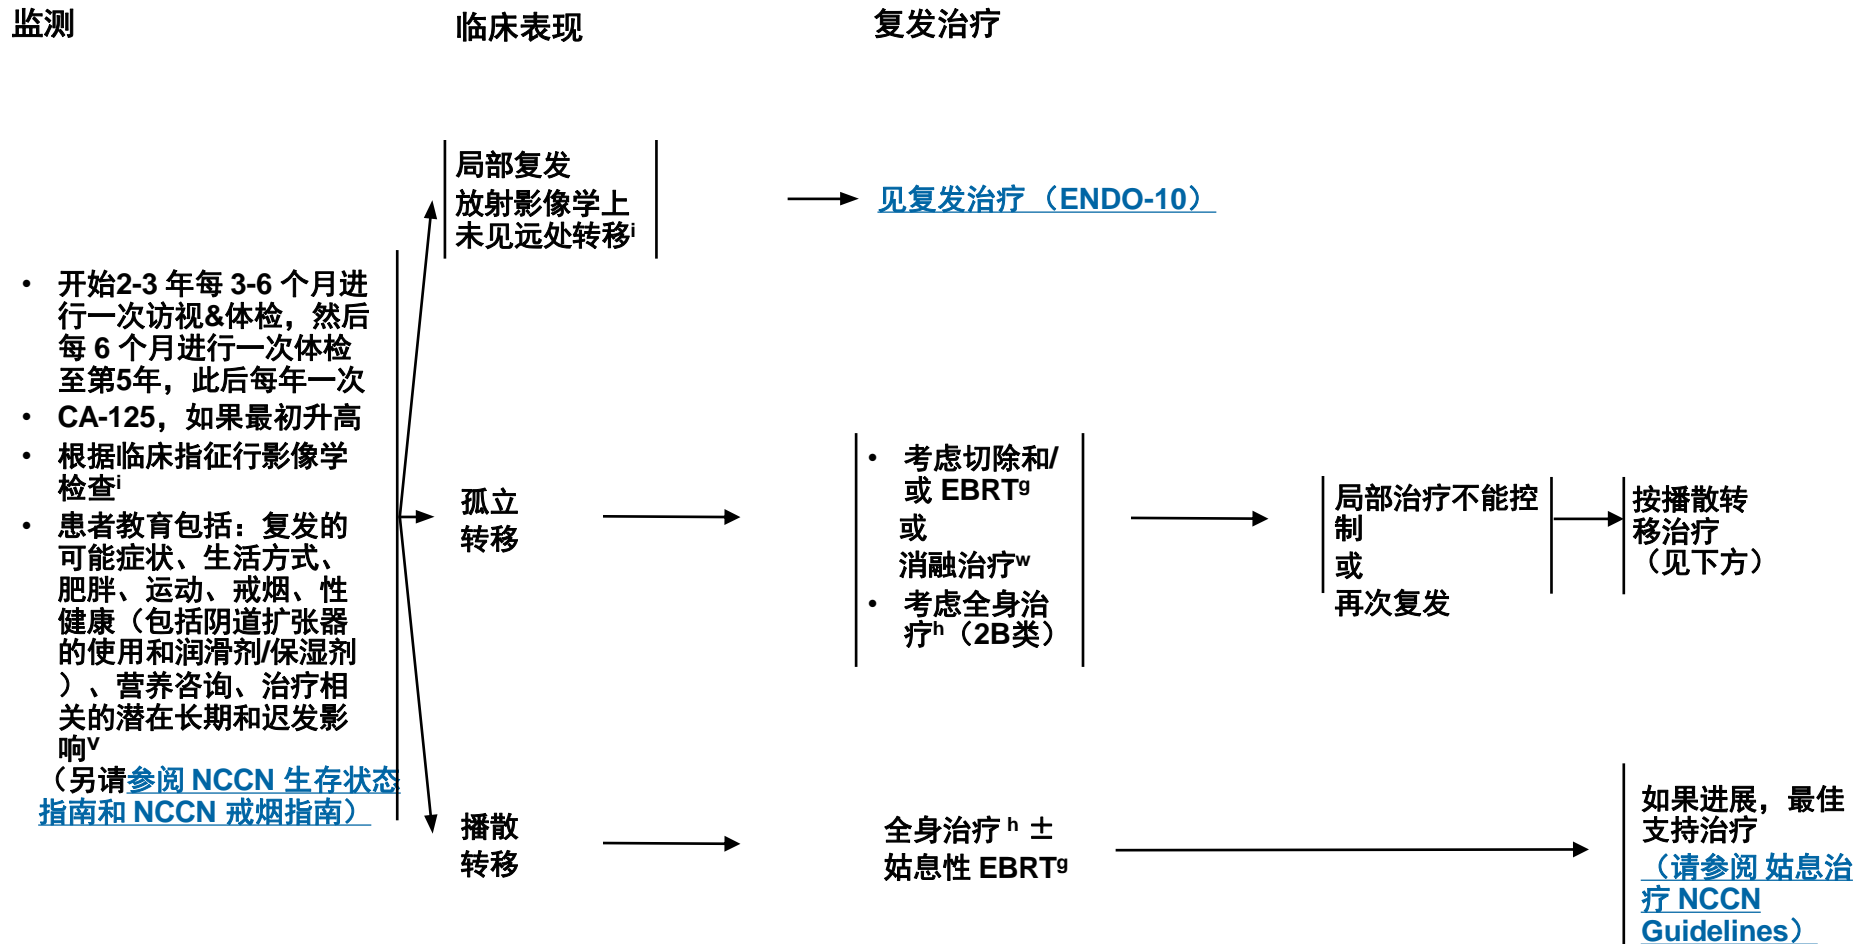 监测
临床表现
复发治疗
• 开始2-3 年每 3-6 个月进
行一次访视&体检，然后
每 6 个月进行一次体检
至第5年，此后每年一次
• CA-125，如果最初升高
• 根据临床指征行影像学
检查i
• 患者教育包括：复发的
可能症状、生活方式、
肥胖、运动、戒烟、性
健康（包括阴道扩张器
的使用和润滑剂/保湿剂
）、营养咨询、治疗相
关的潜在长期和迟发影
响v
（另请参阅 NCCN 生存状态
指南和 NCCN 戒烟指南）
局部复发
放射影像学上
未见远处转移i
见复发治疗 （ENDO-10）
孤立
转移
• 考虑切除和/
或 EBRTg
或
消融治疗w
• 考虑全身治
疗h（2B类）
局部治疗不能控
制
或
再次复发
按播散转
移治疗
（见下方）
播散
转移
全身治疗 h ±
姑息性 EBRTg
如果进展，最佳
支持治疗
（请参阅 姑息治
疗 NCCN
Guidelines）